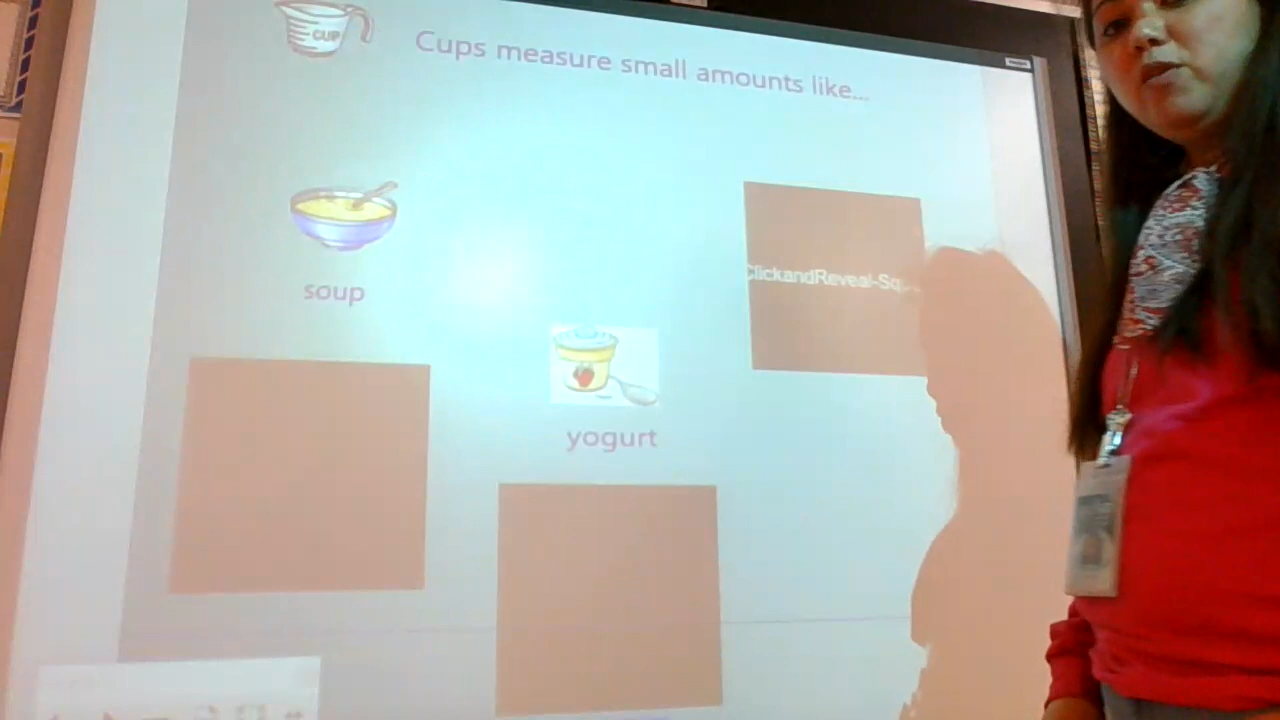 CUP
Cups measure small amounts like...
soup
ClickandReveal-Sq
yogurt